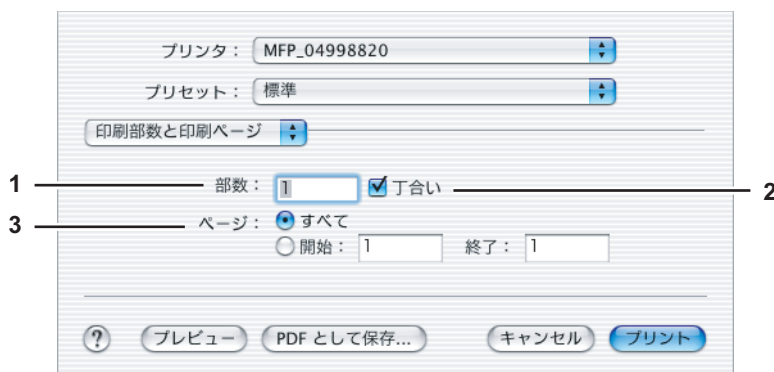 プリンタ： MFP_04998820
プリセット： 標準
印刷部数と印刷ページ
1 部数： 1 丁合い 2
3 ページ： すべて
開始： 1 終了： 1
? プレビュー PDF として保存... キャンセル プリント